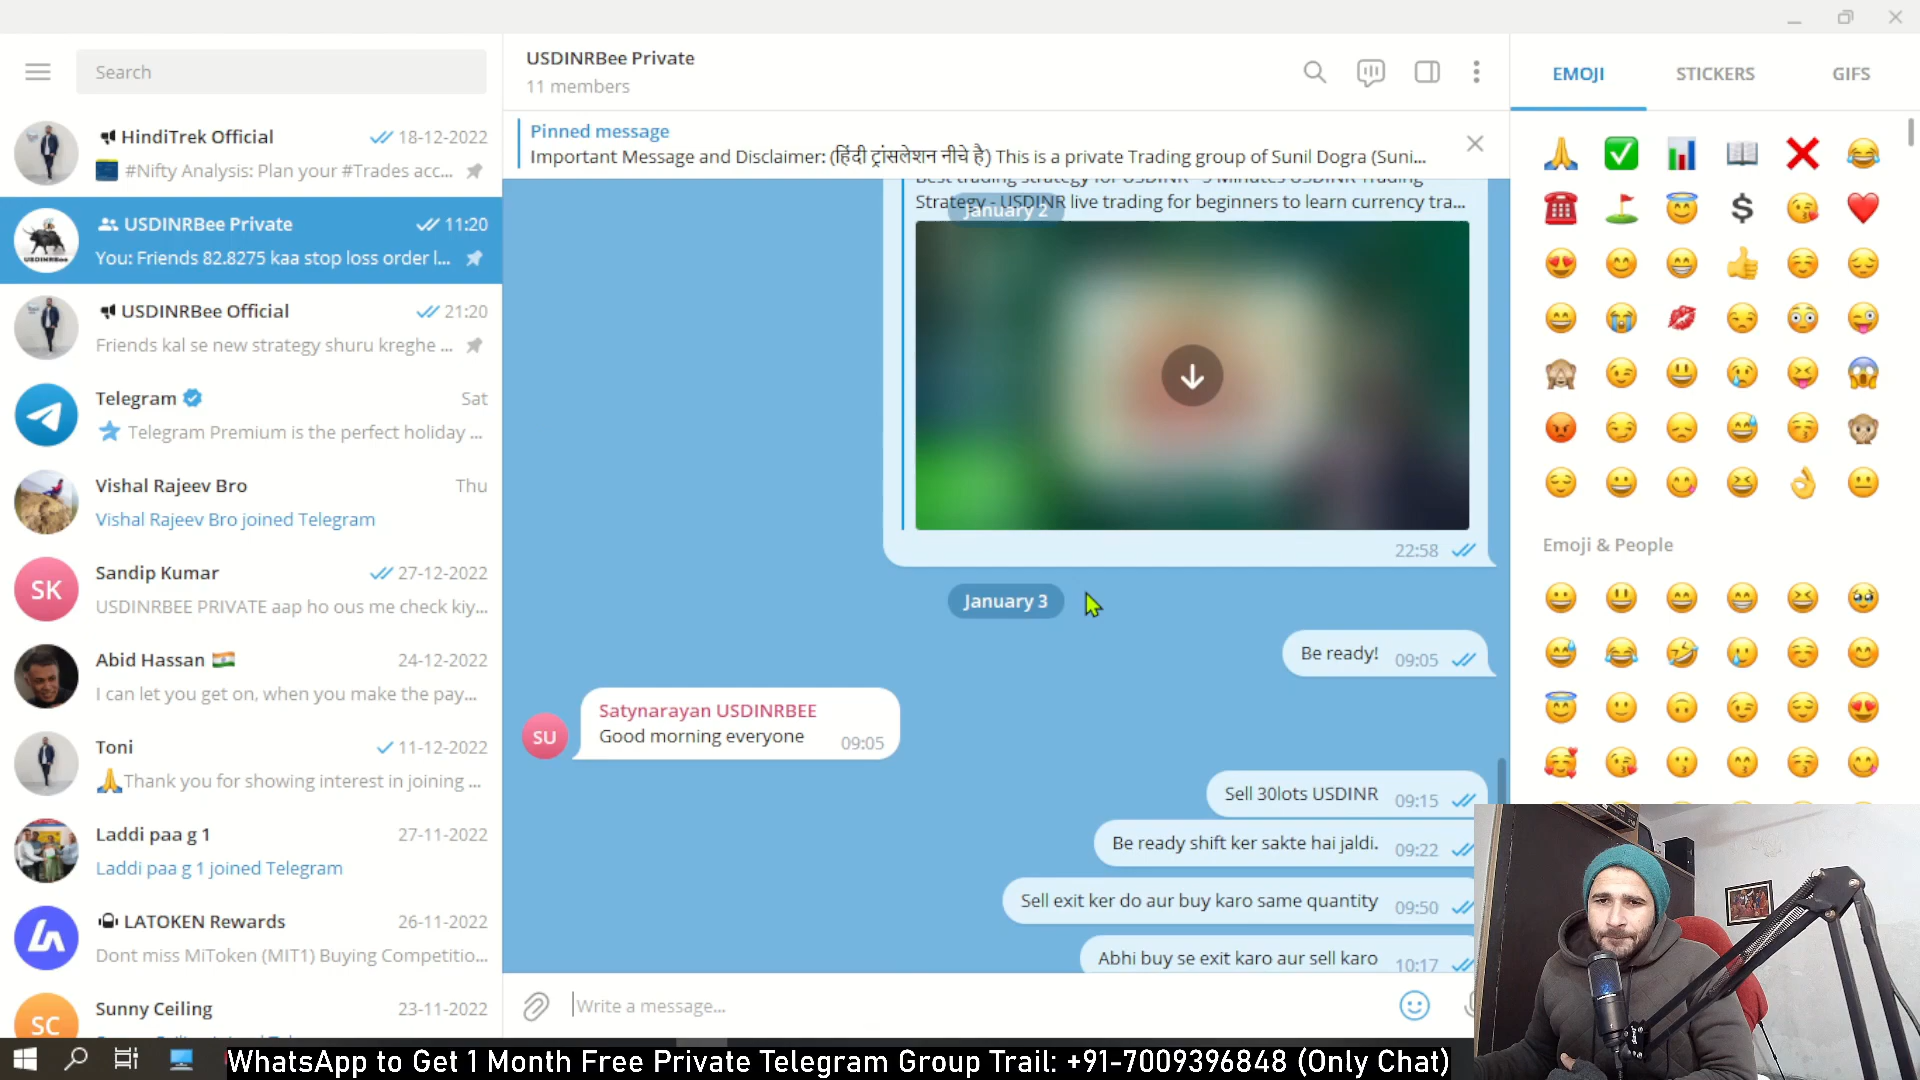 Search
HindiTrek Official
18-12-2022
#Nifty Analysis: Plan your #Trades acc...
USDINRBee Private
11:20
You: Friends 82.8275 kaa stop loss order l...
USDINRBee Official
21:20
Friends kal se new strategy shuru kreghe ...
Telegram
Sat
Telegram Premium is the perfect holiday ...
Vishal Rajeev Bro
Thu
Vishal Rajeev Bro joined Telegram
SK
Sandip Kumar
27-12-2022
USDINRBEE PRIVATE aap ho ous me check kiy...
Abid Hassan
24-12-2022
I can let you get on, when you make the pay...
Toni
11-12-2022
Thank you for showing interest in joining ...
Laddi paa g 1
27-11-2022
Laddi paa g 1 joined Telegram
LATOKEN Rewards
26-11-2022
Dont miss MiToken (MIT1) Buying Competitio...
SC
Sunny Ceiling
23-11-2022
USDINRBee Private
11 members
Pinned message
Important Message and Disclaimer: (हिंदी ट्रांसलेशन नीचे है) This is a private Trading group of Sunil Dogra (Suni...
Best trading strategy for USDINR - 5 Minutes USDINR Trading
Strategy - USDINR live trading for beginners to learn currency tra...
January 2
22:58
January 3
Be ready! 09:05
SU
Satynarayan USDINRBEE
Good morning everyone 09:05
Sell 30lots USDINR 09:15
Be ready shift ker sakte hai jaldi. 09:22
Sell exit ker do aur buy karo same quantity 09:50
Abhi buy se exit karo aur sell karo 10:17
Write a message...
EMOJI
STICKERS
GIFS
Emoji & People
WhatsApp to Get 1 Month Free Private Telegram Group Trail: +91-7009396848 (Only Chat)